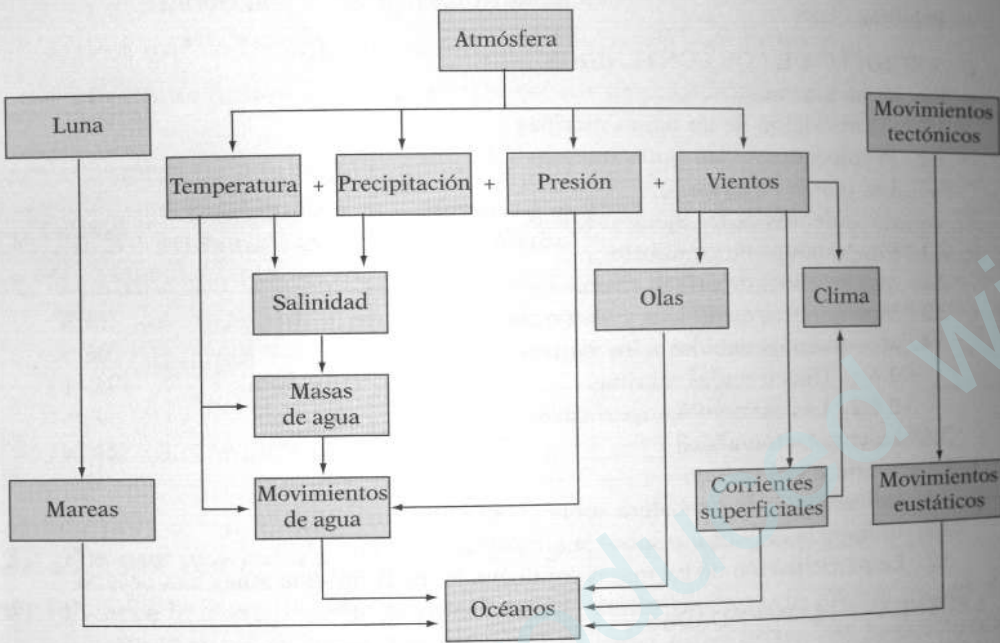 Atmósfera
Luna
Movimientos
tectónicos
Temperatura + Precipitación + Presión + Vientos
Salinidad
Olas
Clima
Masas
de agua
Mareas
Movimientos
de agua
Corrientes
superficiales
Movimientos
eustáticos
Océanos